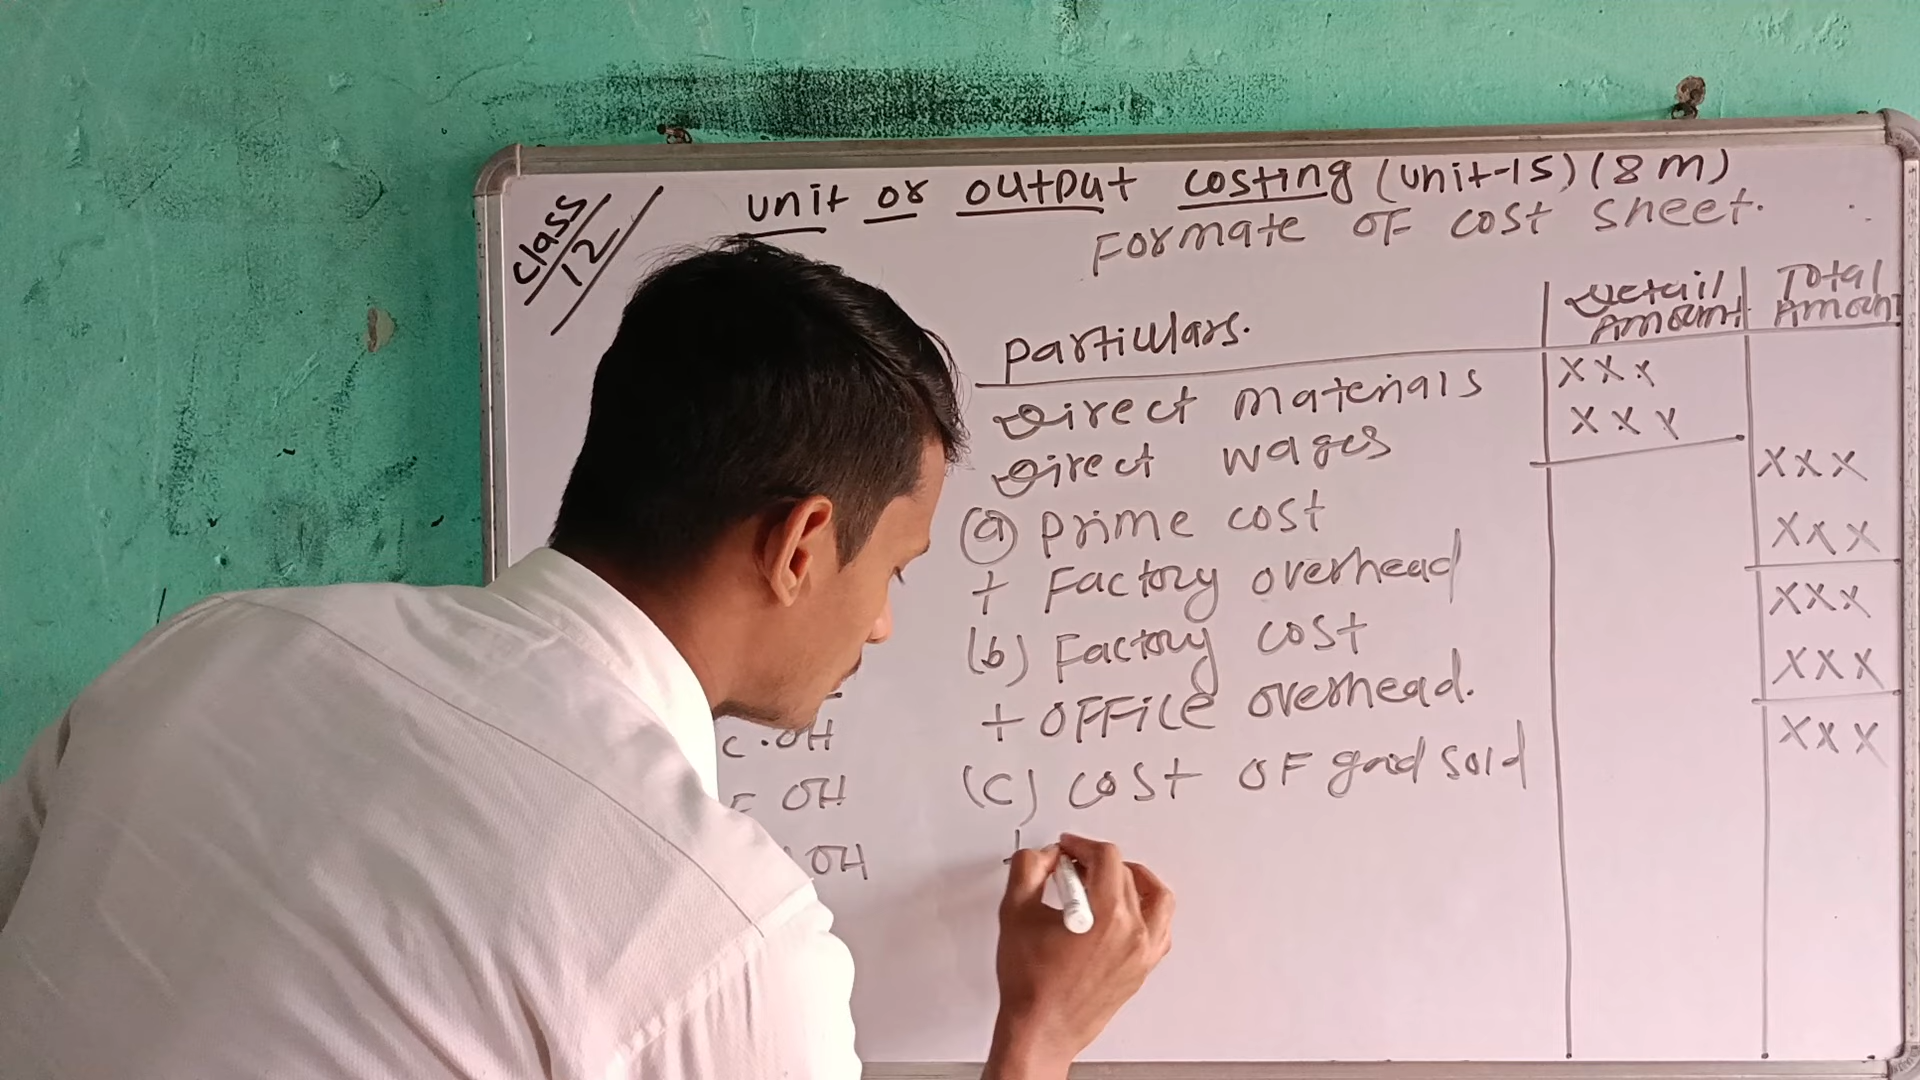 class
12
unit or output costing (unit-15) (8 m)
Formate OF cost sheet.
particulars.
Detail Amount
Total Amount
Direct materials
xxx
Direct wages
xxx
(a) prime cost
xxx
+ Factory overhead
xxx
(b) Factory cost
xxx
+ OFFice overhead.
xxx
(c) cost OF good sold
xxx
+
OH
OH
OH